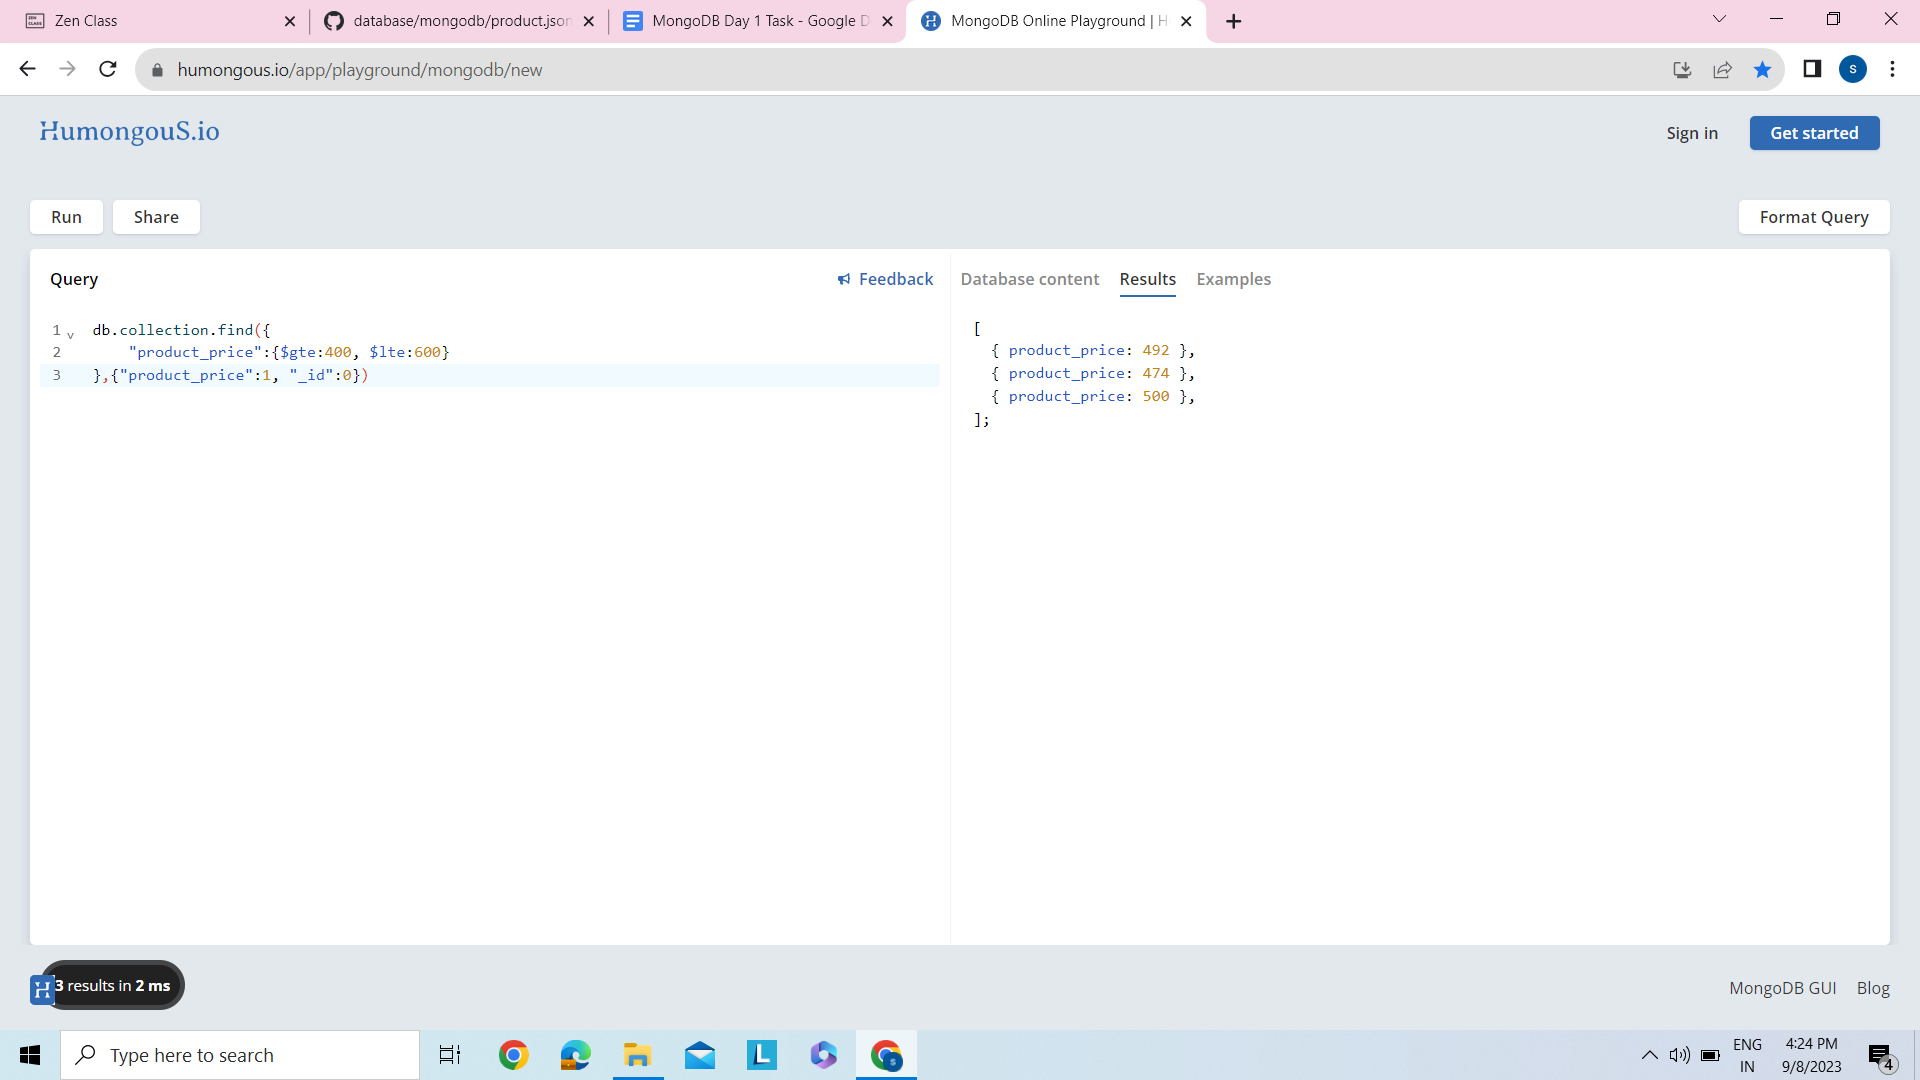 ZEN CLASS Zen Class
database/mongodb/product.json
MongoDB Day 1 Task - Google D
MongoDB Online Playground | H
humongous.io/app/playground/mongodb/new
S
HumongouS.io
Sign in
Get started
Run
Share
Format Query
Query
Feedback
Database content
Results
Examples
1 db.collection.find({
2 "product_price":{$gte:400, $lte:600}
3 },{"product_price":1, "_id":0})
[
{ product_price: 492 },
{ product_price: 474 },
{ product_price: 500 },
];
H 3 results in 2 ms
MongoDB GUI
Blog
Type here to search
L
S
ENG
IN
4:24 PM
9/8/2023
4